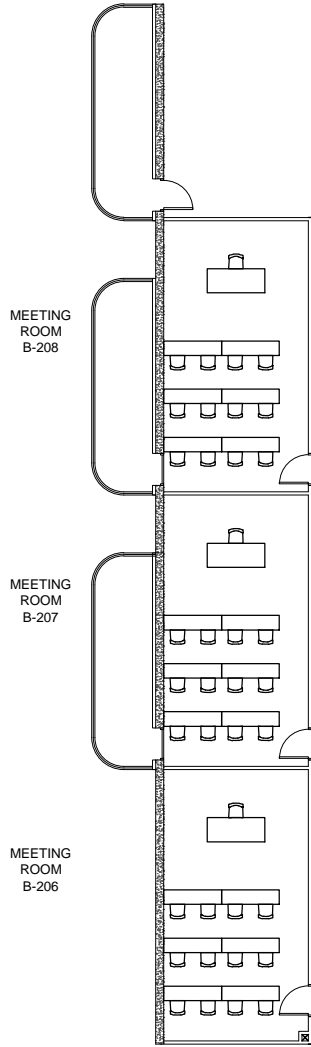 MEETING
ROOM
B-208
MEETING
ROOM
B-207
MEETING
ROOM
B-206